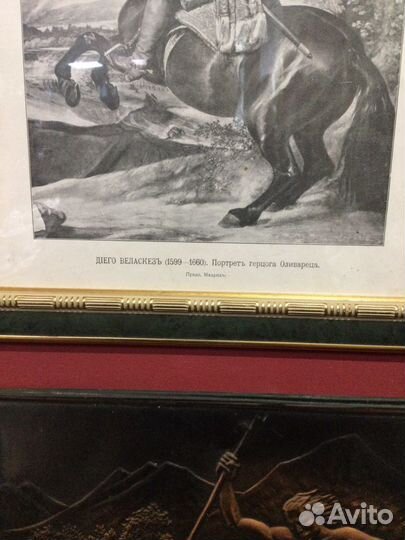 ДІЕГО ВЕЛАСКЕЗЪ (1599—1660). Портретъ герцога Оливареца.
Прадо. Мадридъ.
Avito